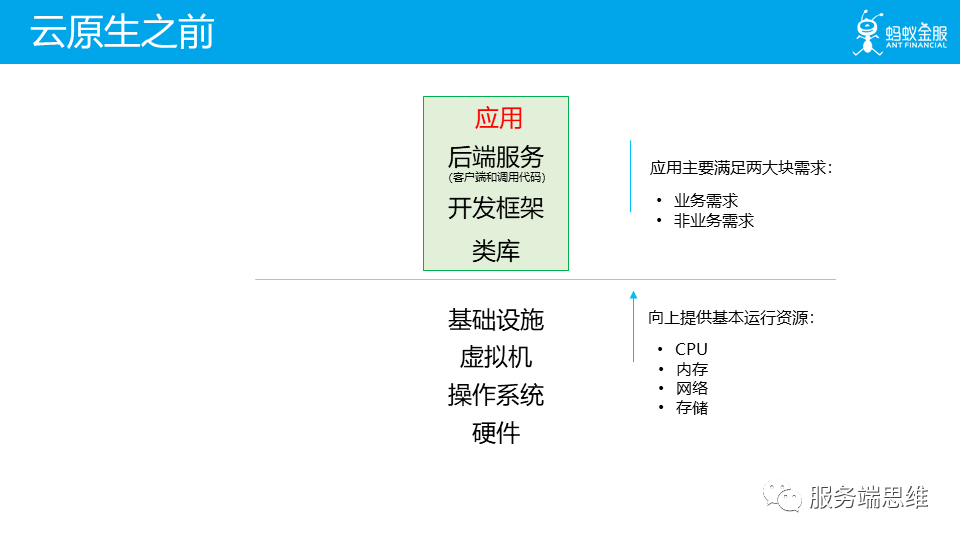 云原生之前
蚂蚁金服
ANT FINANCIAL
应用
后端服务
(客户端和调用代码)
开发框架
类库
应用主要满足两大块需求：
• 业务需求
• 非业务需求
基础设施
虚拟机
操作系统
硬件
向上提供基本运行资源：
• CPU
• 内存
• 网络
• 存储
服务端思维